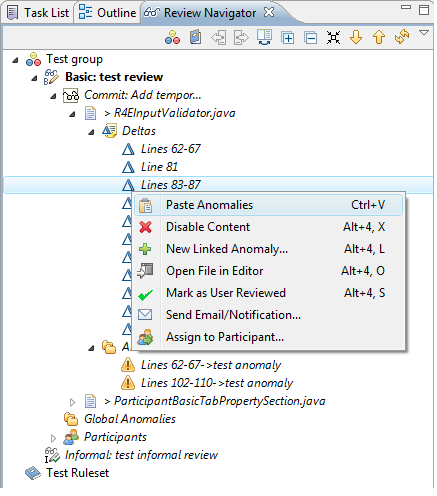 Task List Outline Review Navigator
Test group
Basic: test review
Commit: Add tempor...
> R4EInputValidator.java
Deltas
Lines 62-67
Line 81
Lines 83-87
Paste Anomalies Ctrl+V
Disable Content Alt+4, X
New Linked Anomaly... Alt+4, L
Open File in Editor Alt+4, O
Mark as User Reviewed Alt+4, S
Send Email/Notification...
Assign to Participant...
A
Lines 62-67->test anomaly
Lines 102-110->test anomaly
> ParticipantBasicTabPropertySection.java
Global Anomalies
Participants
Informal: test informal review
Test Ruleset